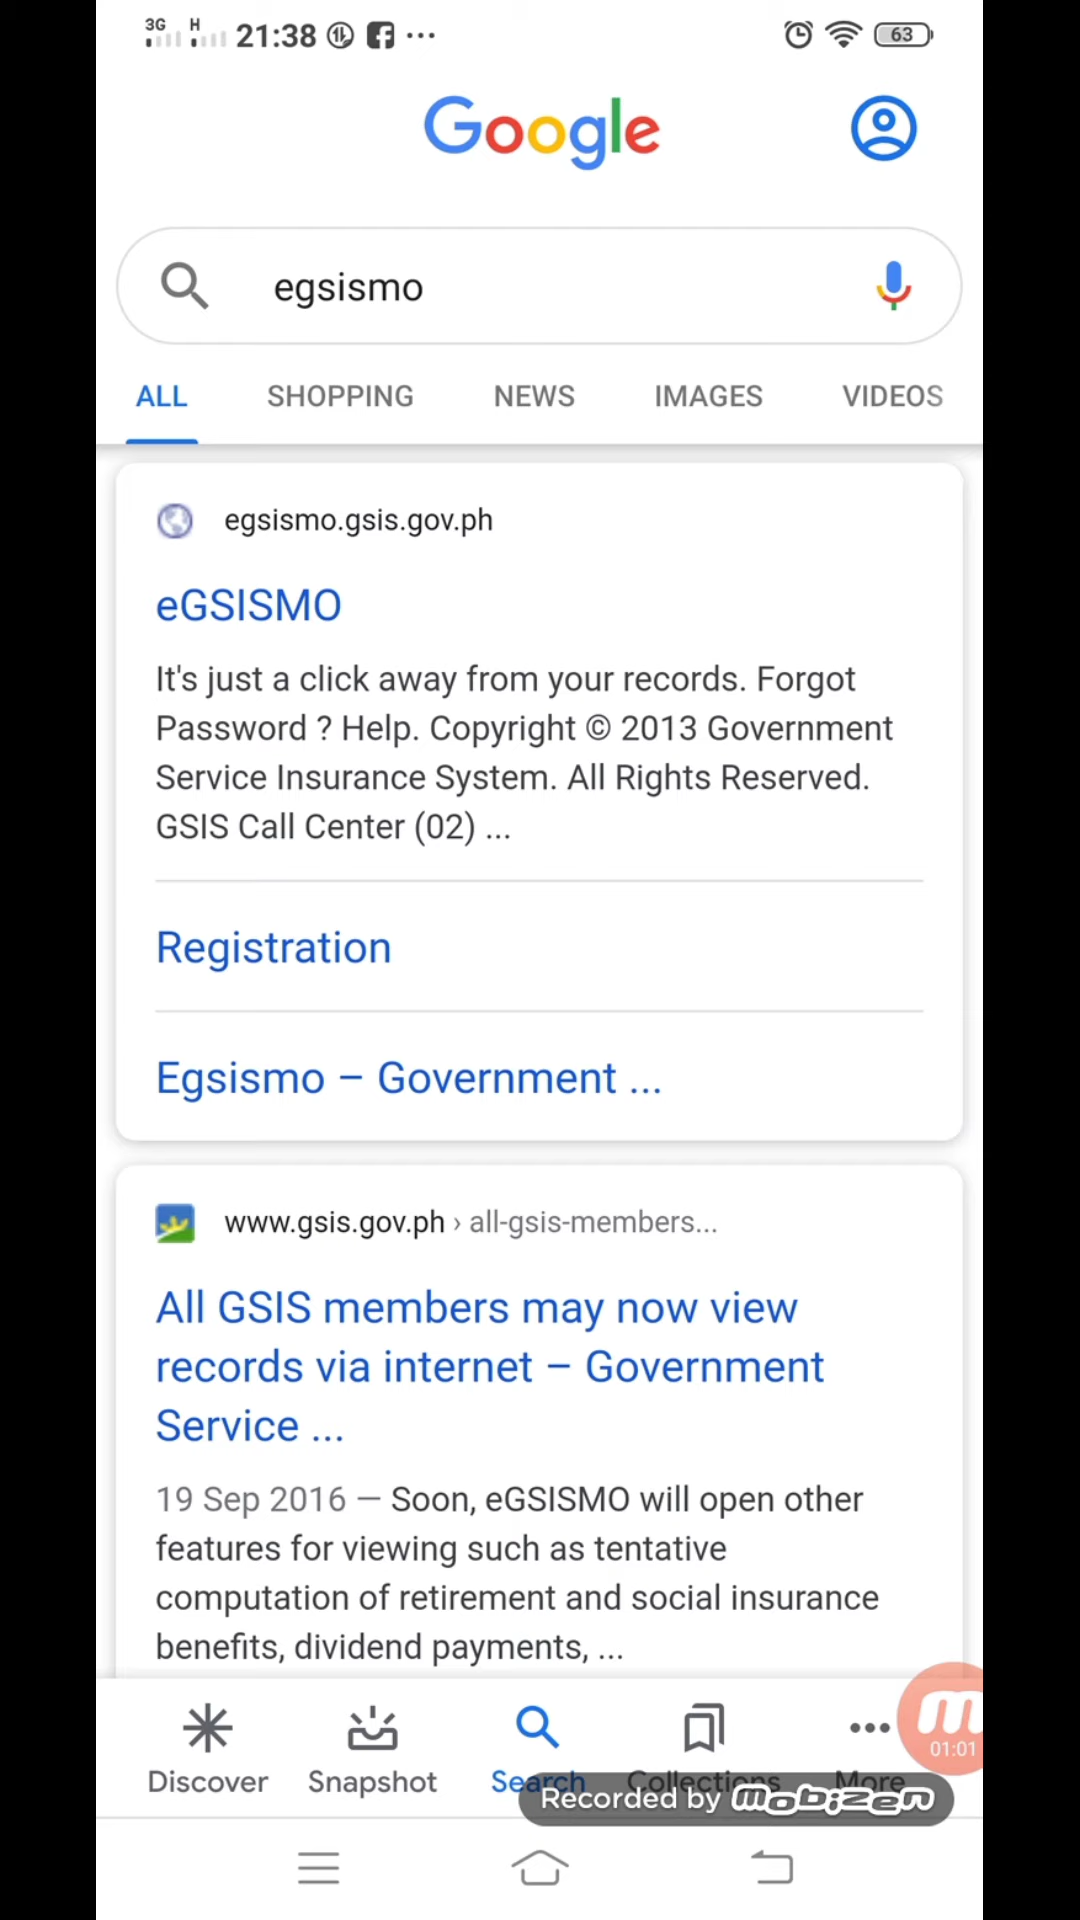 3G H 21:38 63
Google
egsismo
ALL SHOPPING NEWS IMAGES VIDEOS
egsismo.gsis.gov.ph
eGSISMO
It's just a click away from your records. Forgot
Password ? Help. Copyright © 2013 Government
Service Insurance System. All Rights Reserved.
GSIS Call Center (02) ...
Registration
Egsismo – Government ...
www.gsis.gov.ph › all-gsis-members...
All GSIS members may now view
records via internet – Government
Service ...
19 Sep 2016 — Soon, eGSISMO will open other
features for viewing such as tentative
computation of retirement and social insurance
benefits, dividend payments, ...
01:01
Discover Snapshot Search Collections More
Recorded by mobizen